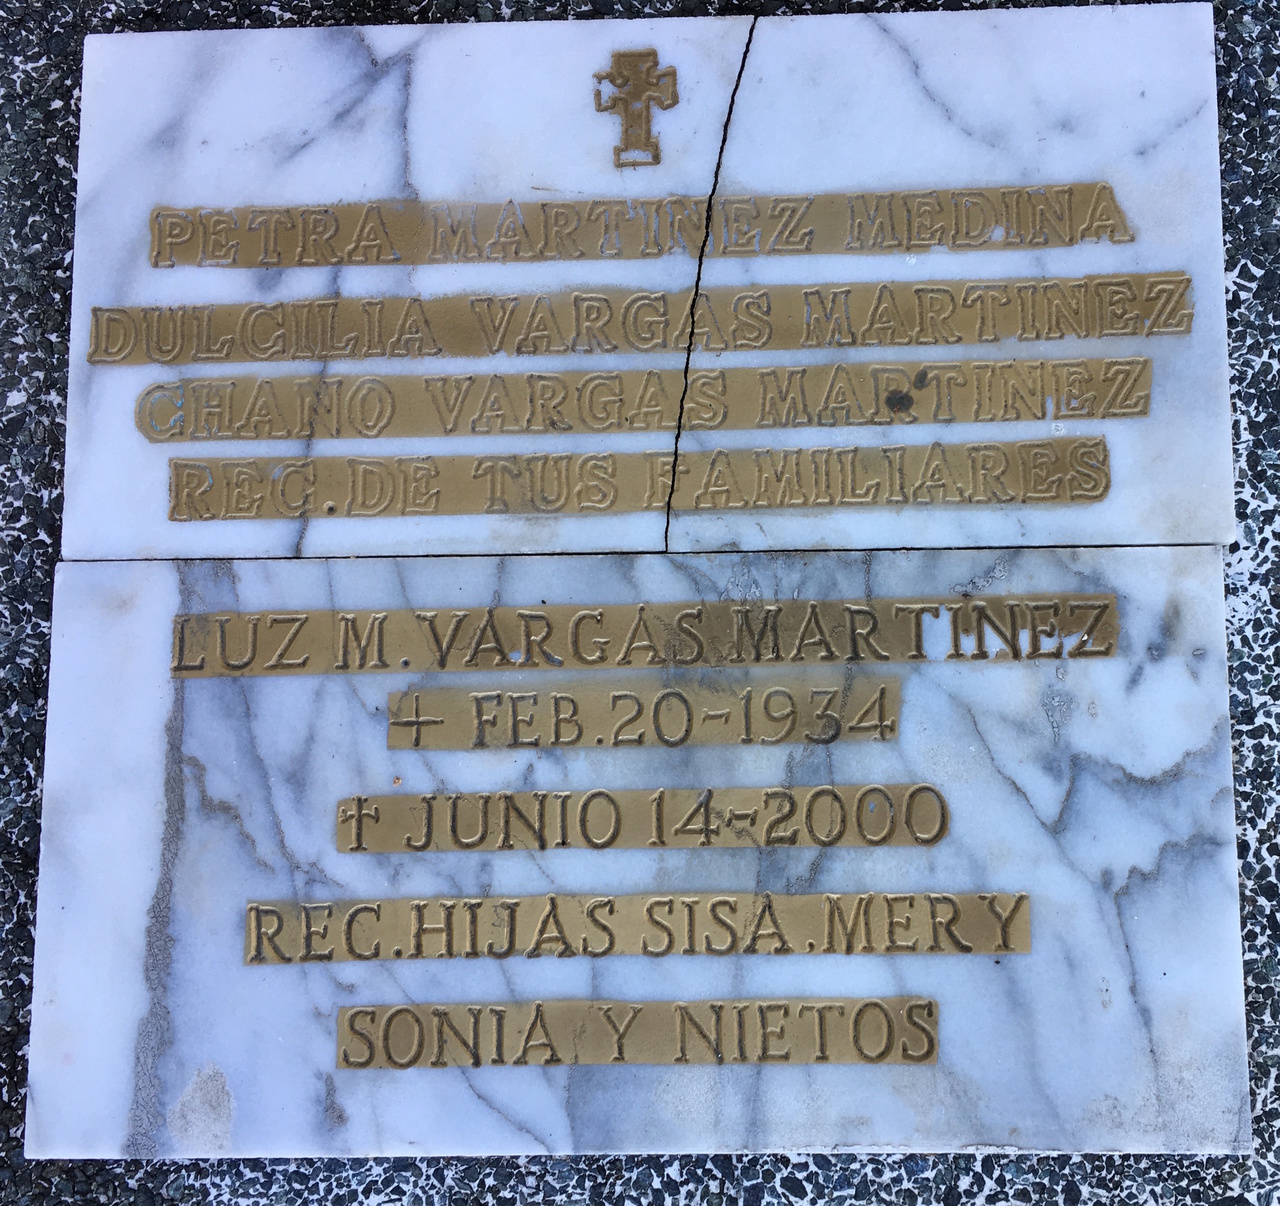 PETRA MARTINEZ MEDINA
DULCILIA VARGAS MARTINEZ
CHANO VARGAS MARTINEZ
REC. DE TUS FAMILIARES
LUZ M. VARGAS MARTINEZ
+ FEB. 20-1934
✝ JUNIO 14-2000
REC. HIJAS SISA. MERY
SONIA Y NIETOS